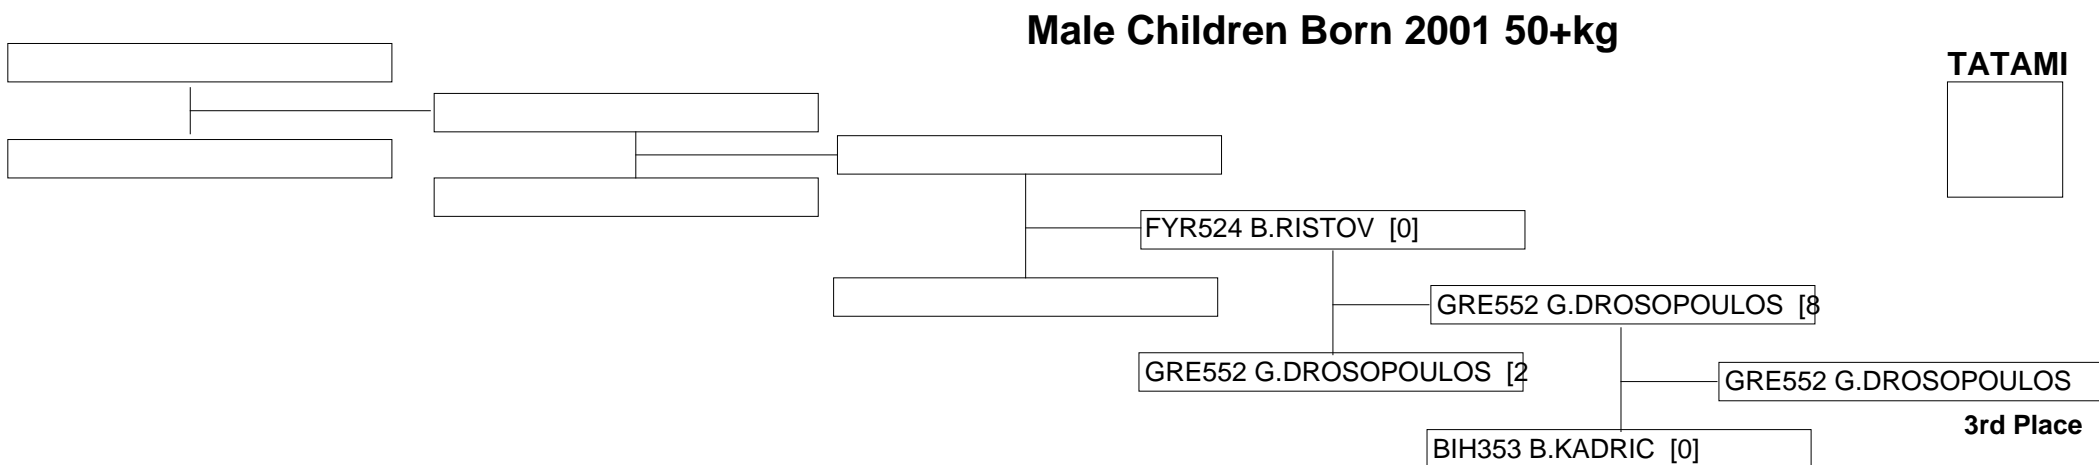 Male Children Born 2001 50+kg
TATAMI
FYR524 B.RISTOV [0]
GRE552 G.DROSOPOULOS [8
GRE552 G.DROSOPOULOS [2
GRE552 G.DROSOPOULOS
3rd Place
BIH353 B.KADRIC [0]